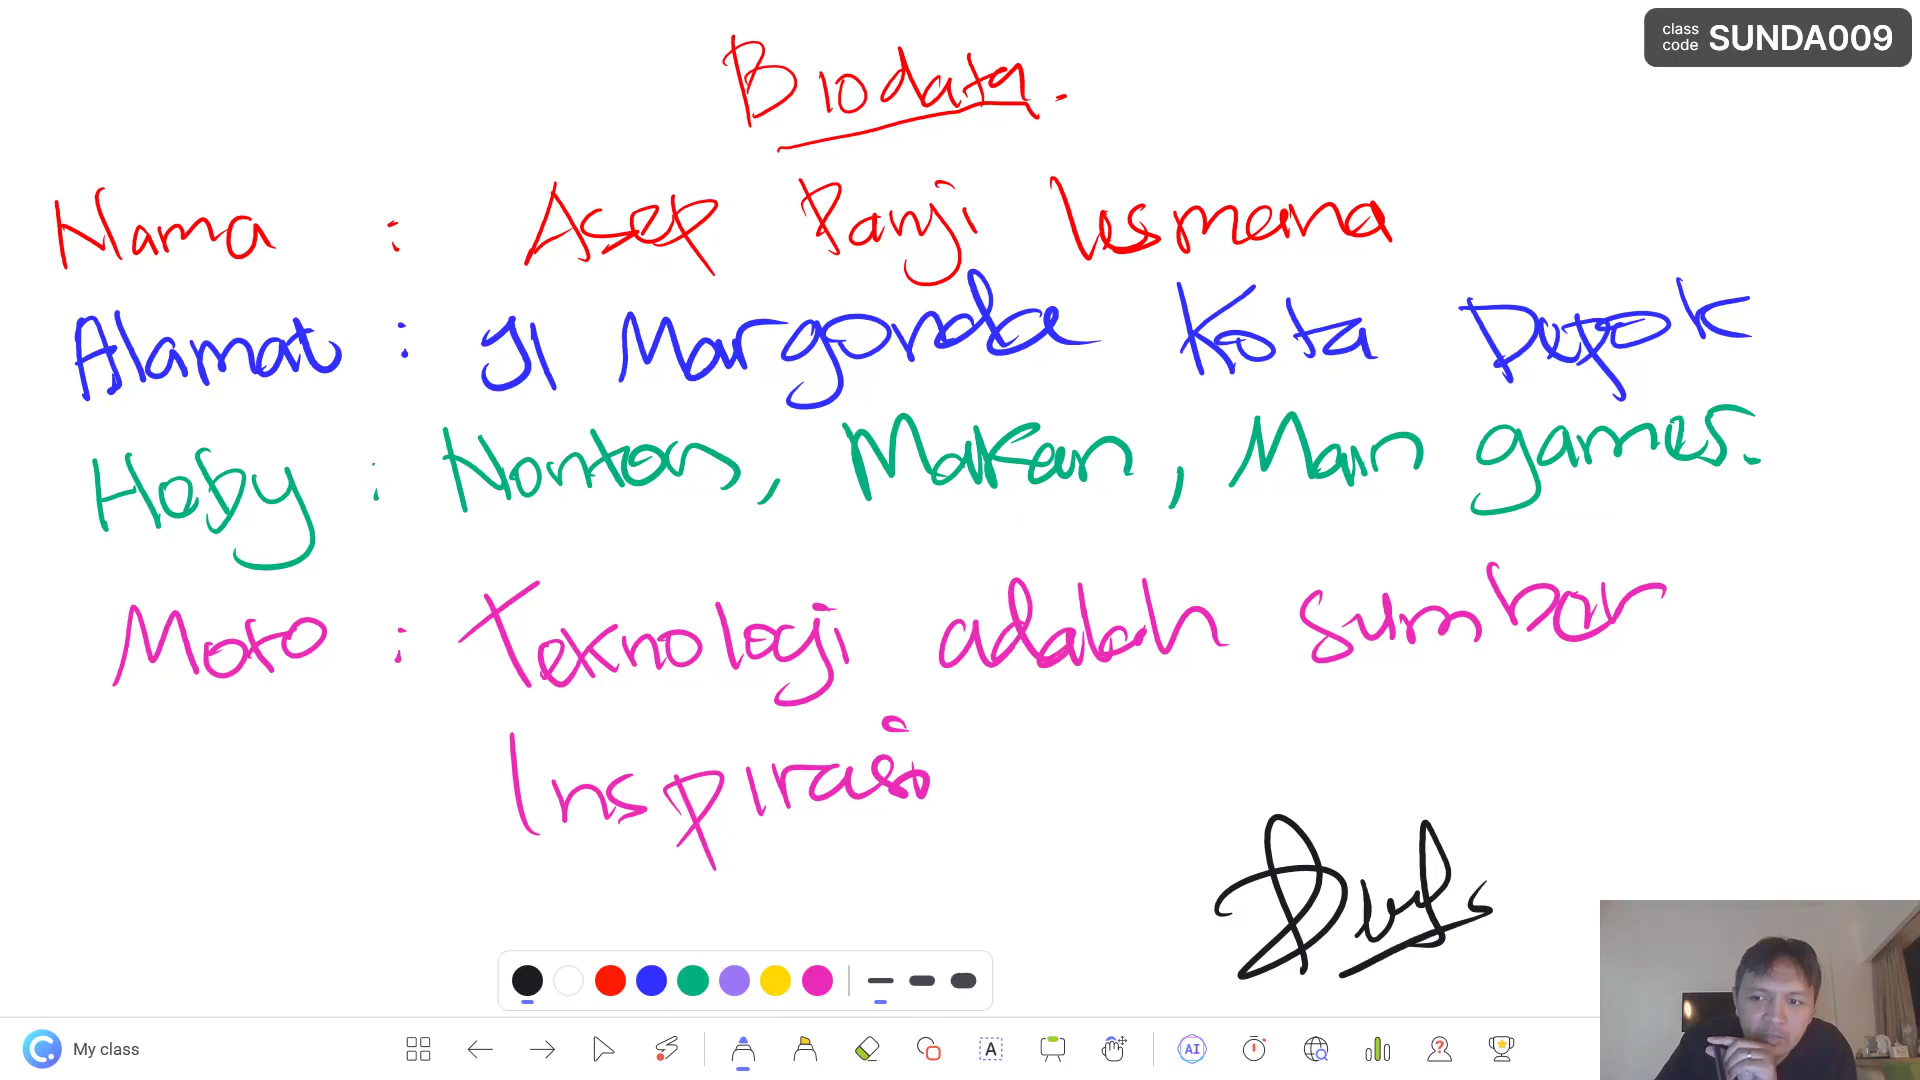 class code SUNDA009
Biodata.
Nama : Asep Panji Lesmana
Alamat : Jl Margonda Kota Depok
Hoby : Nonton, Makan, Main games.
Moto : Teknologi adalah sumber
Inspirasi
A
AI
?
My class